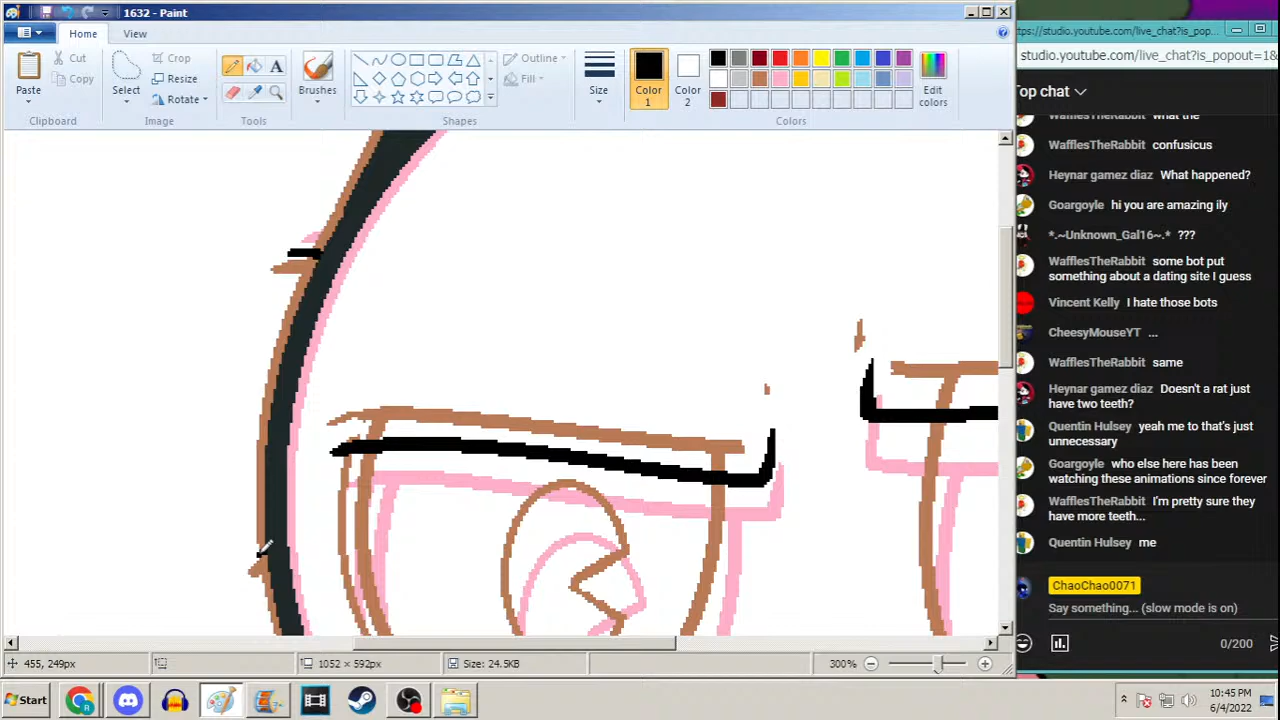 1632 - Paint
Home
View
Paste
Cut
Copy
Clipboard
Select
Crop
Resize
Rotate
Image
Tools
Brushes
Shapes
Outline
Fill
Size
Color 1
Color 2
Colors
Edit colors
455, 249px
1052 × 592px
Size: 24.5KB
300%
ttps://studio.youtube.com/live_chat?is_pop...
studio.youtube.com/live_chat?is_popout=1&
Top chat
WafflesTheRabbit what the
WafflesTheRabbit confusicus
Heynar gamez diaz What happened?
Goargoyle hi you are amazing ily
*.~Unknown_Gal16~.* ???
WafflesTheRabbit some bot put
something about a dating site I guess
Vincent Kelly I hate those bots
CheesyMouseYT ...
WafflesTheRabbit same
Heynar gamez diaz Doesn't a rat just
have two teeth?
Quentin Hulsey yeah me to that's just
unnecessary
Goargoyle who else here has been
watching these animations since forever
WafflesTheRabbit I'm pretty sure they
have more teeth...
Quentin Hulsey me
ChaoChao0071
Say something... (slow mode is on)
0/200
Start
10:45 PM
6/4/2022